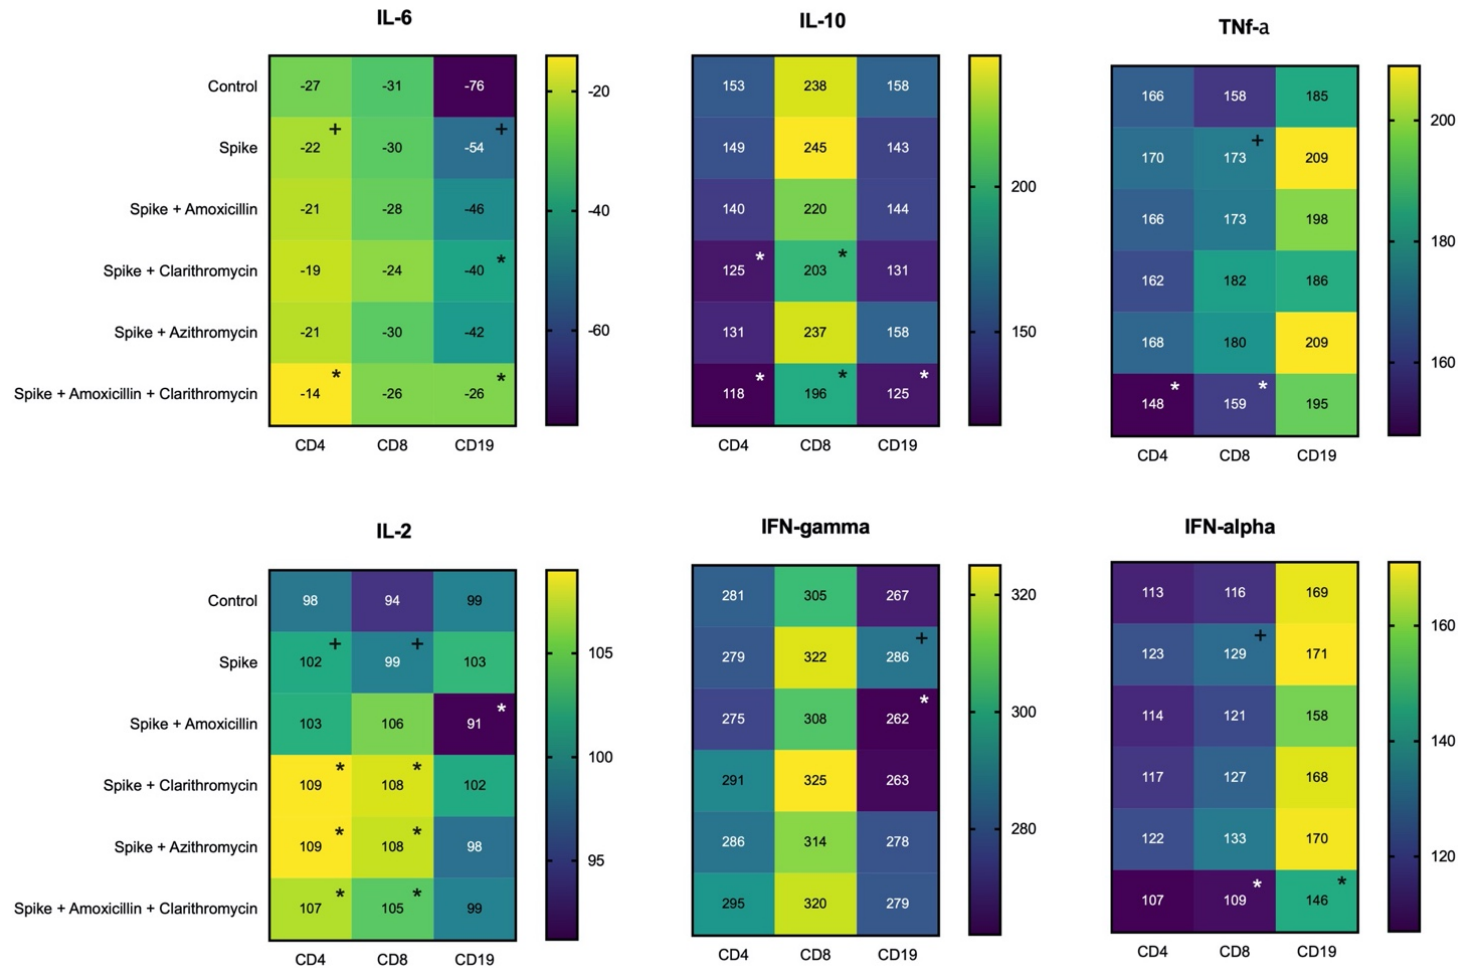 IL-6
Control -27 -31 -76
Spike -22 + -30 -54 +
Spike + Amoxicillin -21 -28 -46
Spike + Clarithromycin -19 -24 -40 *
Spike + Azithromycin -21 -30 -42
Spike + Amoxicillin + Clarithromycin -14 * -26 -26 *
CD4 CD8 CD19
-20
-40
-60
IL-10
153 238 158
149 245 143
140 220 144
125 * 203 * 131
131 237 158
118 * 196 * 125 *
CD4 CD8 CD19
200
150
TNf-a
166 158 185
170 173 + 209
166 173 198
162 182 186
168 180 209
148 * 159 * 195
CD4 CD8 CD19
200
180
160
IL-2
Control 98 94 99
Spike 102 + 99 + 103
Spike + Amoxicillin 103 106 91 *
Spike + Clarithromycin 109 * 108 * 102
Spike + Azithromycin 109 * 108 * 98
Spike + Amoxicillin + Clarithromycin 107 * 105 * 99
CD4 CD8 CD19
105
100
95
IFN-gamma
281 305 267
279 322 286 +
275 308 262 *
291 325 263
286 314 278
295 320 279
CD4 CD8 CD19
320
300
280
IFN-alpha
113 116 169
123 129 + 171
114 121 158
117 127 168
122 133 170
107 109 * 146 *
CD4 CD8 CD19
160
140
120